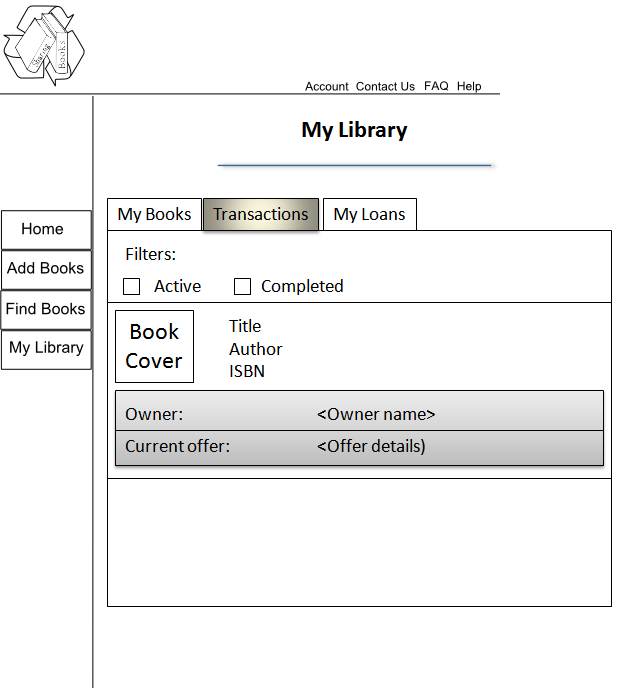 Sharing
Books
Account Contact Us FAQ Help
My Library
My Books Transactions My Loans
Home
Add Books
Find Books
My Library
Filters:
Active Completed
Book
Cover
Title
Author
ISBN
Owner: <Owner name>
Current offer: <Offer details)